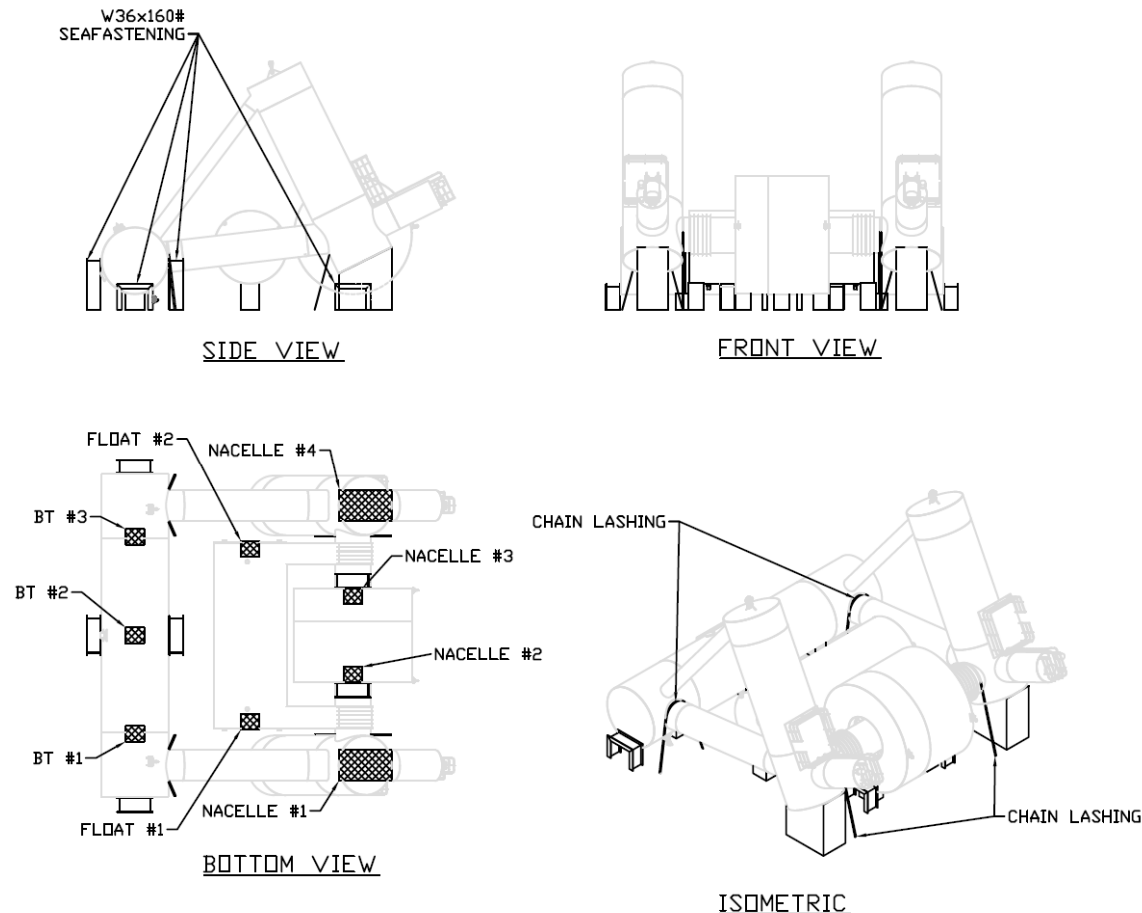 W36x160#
SEAFASTENING
SIDE VIEW
FRONT VIEW
FLOAT #2
NACELLE #4
BT #3
NACELLE #3
BT #2
NACELLE #2
BT #1
NACELLE #1
FLOAT #1
BOTTOM VIEW
CHAIN LASHING
CHAIN LASHING
ISOMETRIC